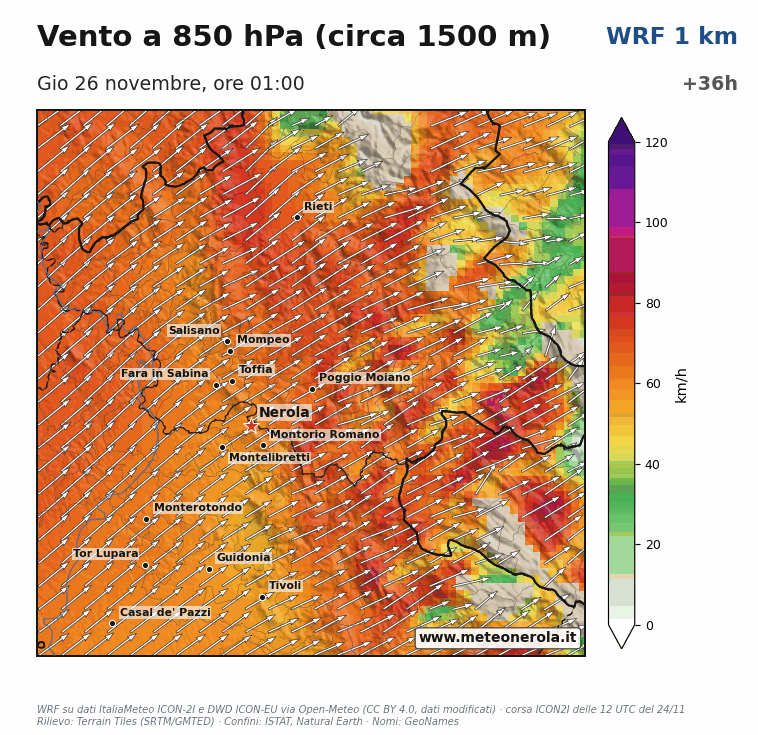 Vento a 850 hPa (circa 1500 m)
WRF 1 km
Gio 26 novembre, ore 01:00
+36h
Rieti
Salisano
Mompeo
Fara in Sabina
Toffia
Poggio Moiano
Nerola
Montorio Romano
Montelibretti
Monterotondo
Tor Lupara
Guidonia
Tivoli
Casal de' Pazzi
www.meteonerola.it
120
100
80
60
40
20
0
km/h
WRF su dati ItaliaMeteo ICON-2I e DWD ICON-EU via Open-Meteo (CC BY 4.0, dati modificati) · corsa ICON2I delle 12 UTC del 24/11
Rilievo: Terrain Tiles (SRTM/GMTED) · Confini: ISTAT, Natural Earth · Nomi: GeoNames